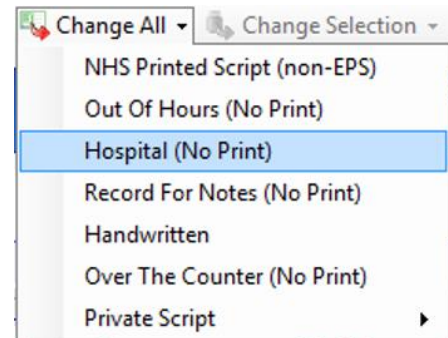 Change All Change Selection
NHS Printed Script (non-EPS)
Out Of Hours (No Print)
Hospital (No Print)
Record For Notes (No Print)
Handwritten
Over The Counter (No Print)
Private Script